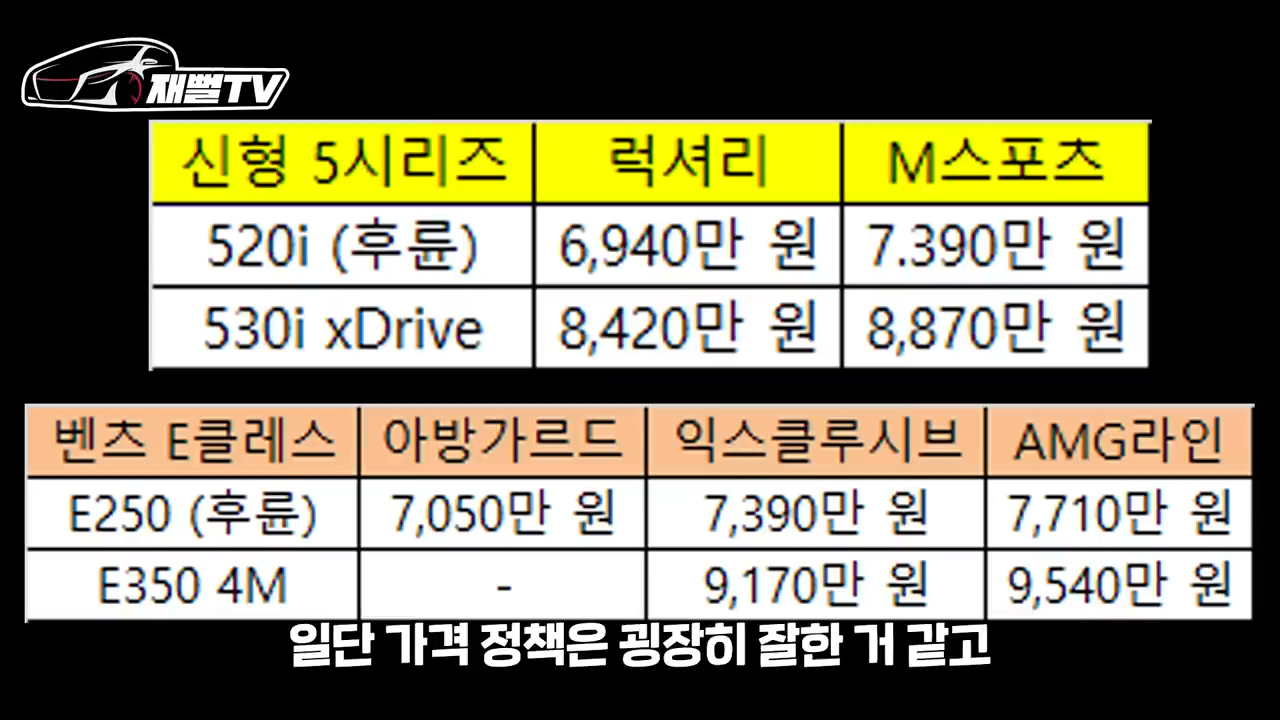 재뻘TV
신형 5시리즈 럭셔리 M스포츠
520i (후륜) 6,940만 원 7.390만 원
530i xDrive 8,420만 원 8,870만 원
벤츠 E클레스 아방가르드 익스클루시브 AMG라인
E250 (후륜) 7,050만 원 7,390만 원 7,710만 원
E350 4M - 9,170만 원 9,540만 원
일단 가격 정책은 굉장히 잘한 거 같고